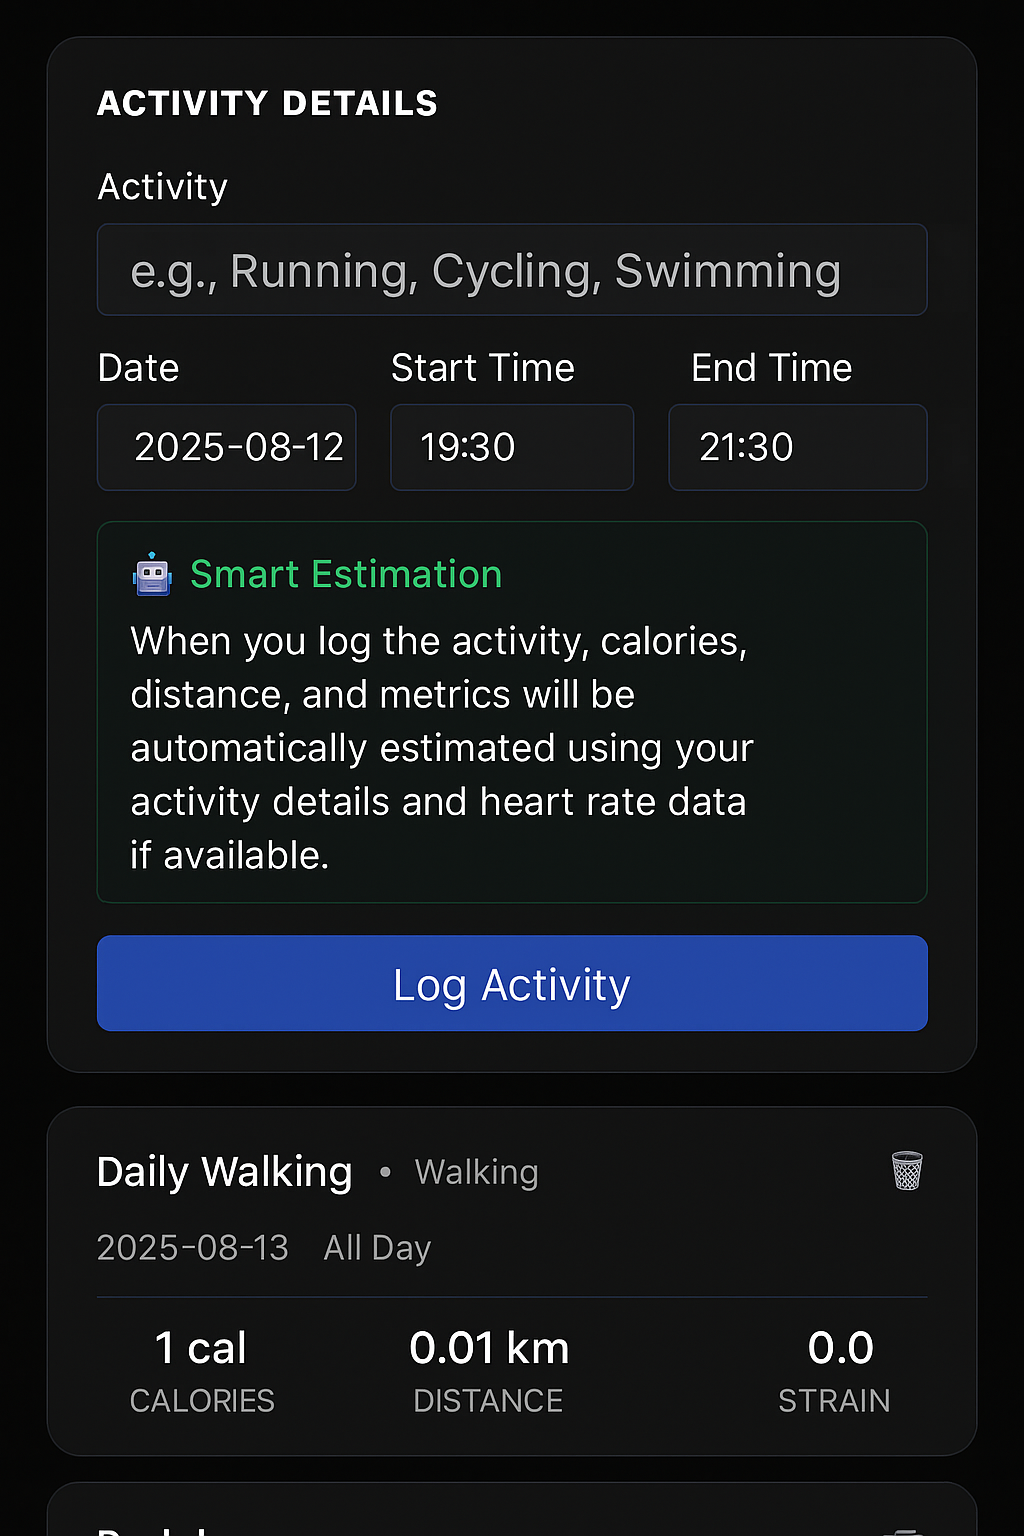 ACTIVITY DETAILS
Activity
e.g., Running, Cycling, Swimming
Date Start Time End Time
2025-08-12 19:30 21:30
Smart Estimation
When you log the activity, calories,
distance, and metrics will be
automatically estimated using your
activity details and heart rate data
if available.
Log Activity
Daily Walking • Walking
2025-08-13 All Day
1 cal 0.01 km 0.0
CALORIES DISTANCE STRAIN